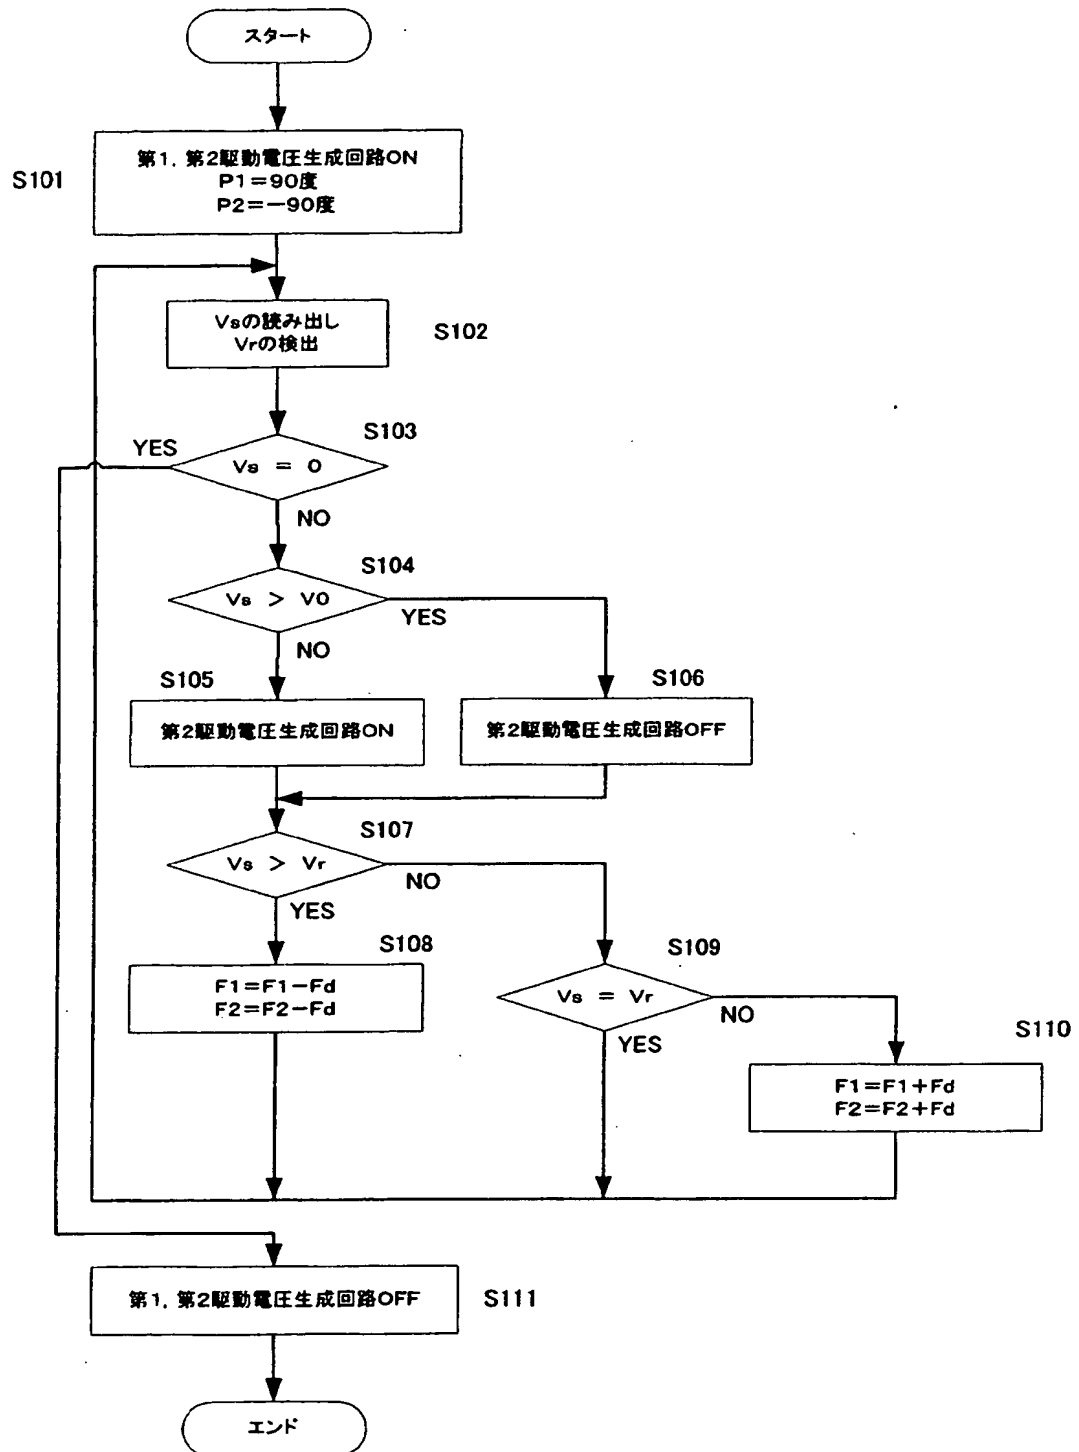 スタート
S101
第1, 第2駆動電圧生成回路ON
P1=90度
P2=−90度
Vsの読み出し
Vrの検出
S102
S103
YES
Vs = 0
NO
S104
Vs > V0
YES
NO
S105
S106
第2駆動電圧生成回路ON
第2駆動電圧生成回路OFF
S107
Vs > Vr
NO
YES
S108
S109
F1=F1−Fd
F2=F2−Fd
Vs = Vr
NO
YES
S110
F1=F1+Fd
F2=F2+Fd
第1, 第2駆動電圧生成回路OFF
S111
エンド